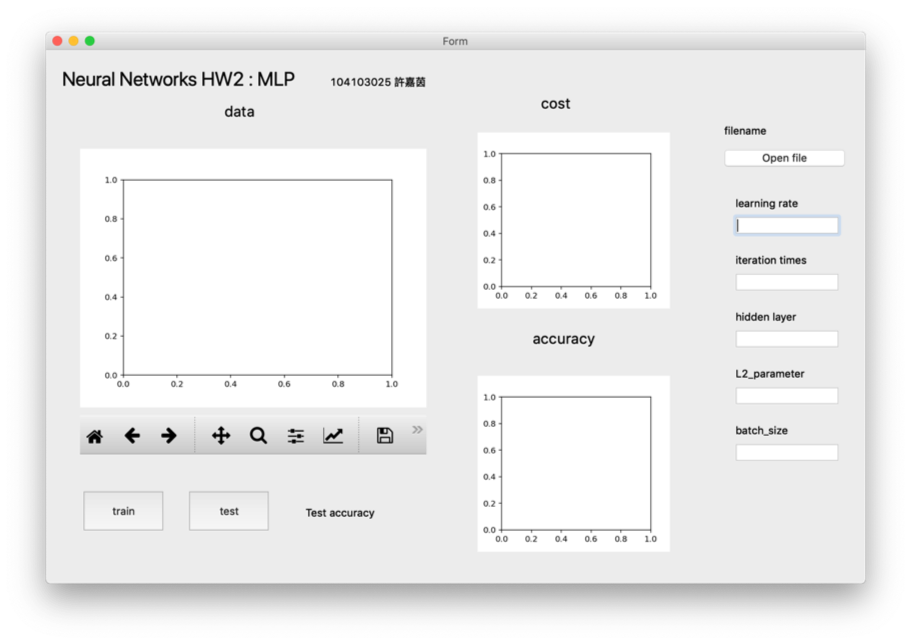 Form
Neural Networks HW2 : MLP
104103025 許嘉茵
data
1.0
0.8
0.6
0.4
0.2
0.0
0.0 0.2 0.4 0.6 0.8 1.0
train
test
Test accuracy
cost
1.0
0.8
0.6
0.4
0.2
0.0
0.0 0.2 0.4 0.6 0.8 1.0
accuracy
1.0
0.8
0.6
0.4
0.2
0.0
0.0 0.2 0.4 0.6 0.8 1.0
filename
Open file
learning rate
iteration times
hidden layer
L2_parameter
batch_size